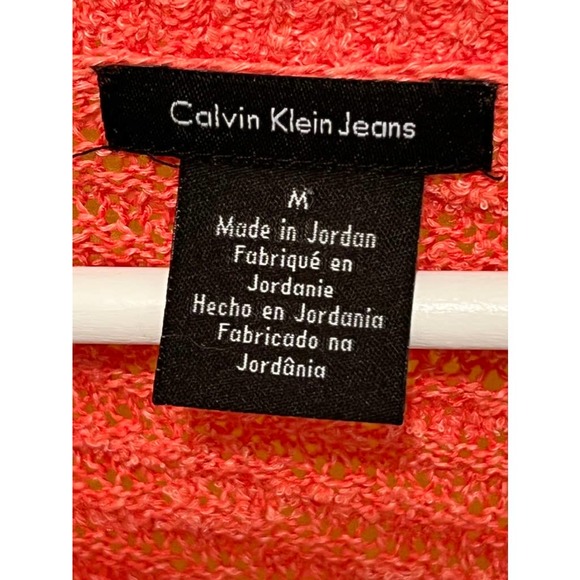 Calvin Klein Jeans
M
Made in Jordan
Fabriqué en
Jordanie
Hecho en Jordania
Fabricado na
Jordânia